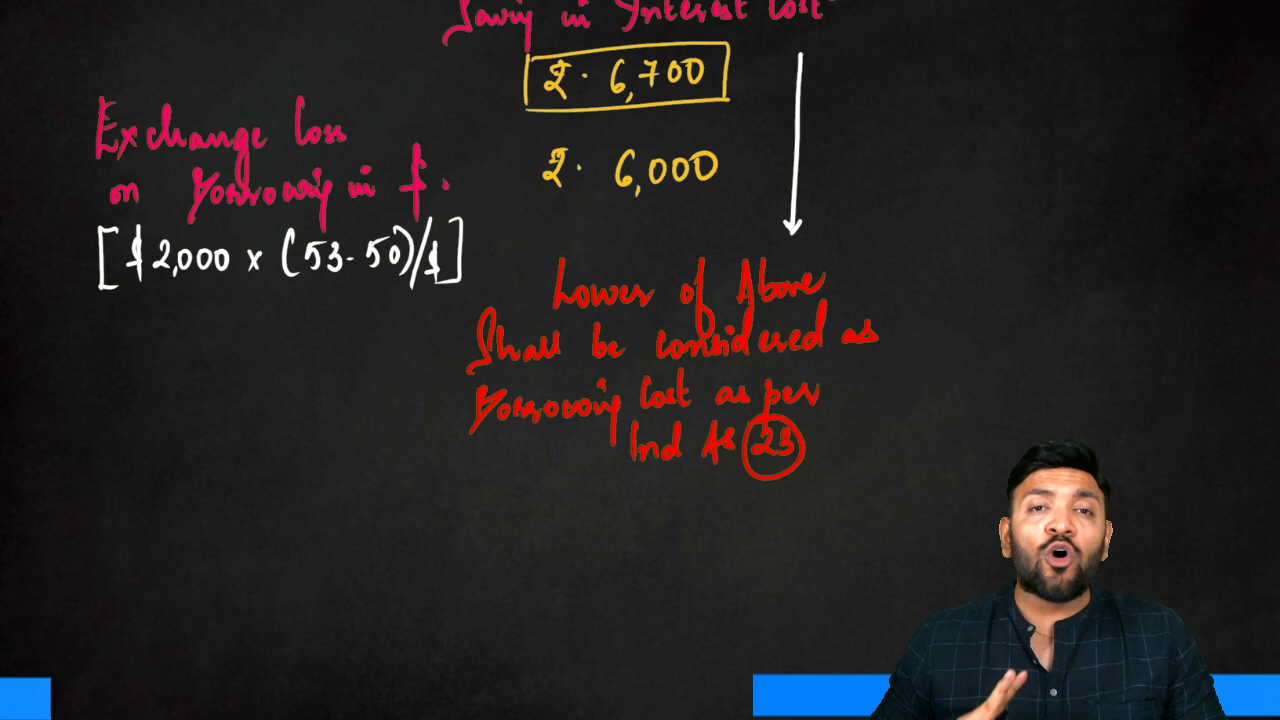 Saving in Interest Cost
₹. 6,700
Exchange loss
on Borrowing in $.
₹. 6,000
[$ 2,000 x (53-50)/$]
Lower of Above
Shall be considered as
Borrowing Cost as per
Ind AS 23